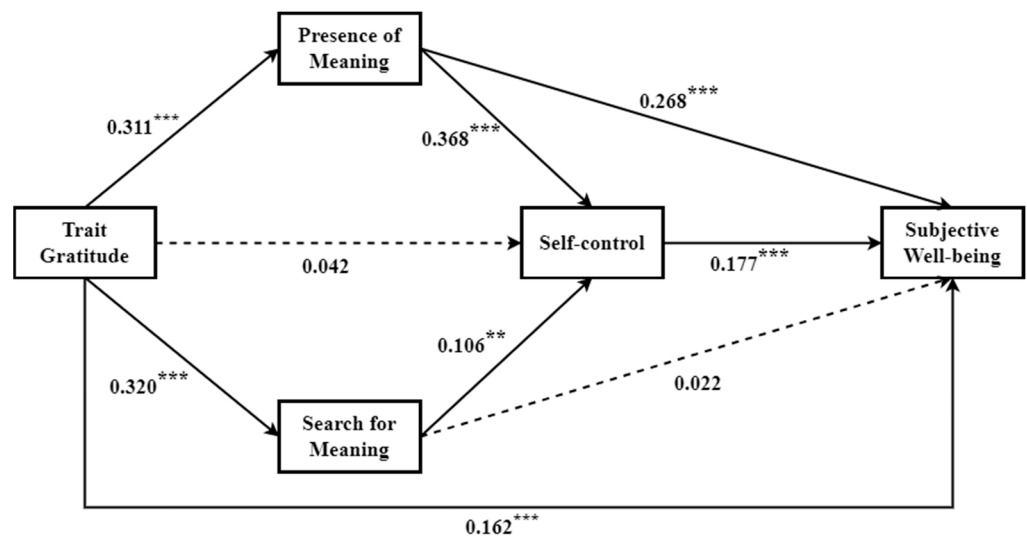 Presence of
Meaning
0.268***
0.311***
0.368***
Trait
Gratitude
Self-control
Subjective
Well-being
0.042
0.177***
0.106**
0.320***
0.022
Search for
Meaning
0.162***